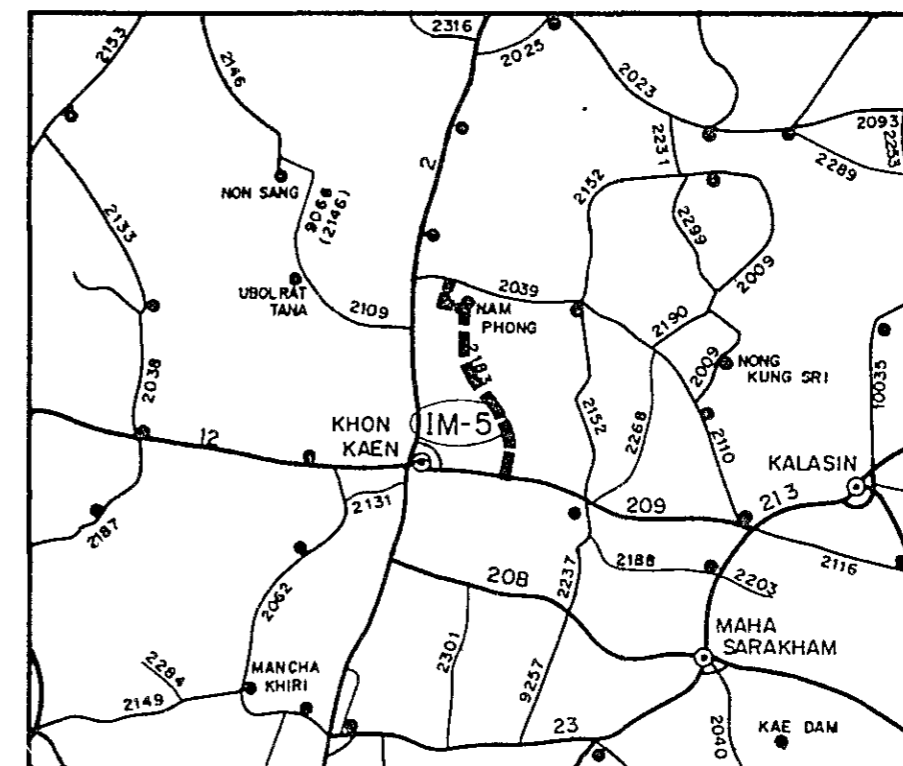 2316
2153
2146
2025
2023
2093
2253
2289
2231
2
2152
NON SANG
9068
(2146)
2299
2133
2009
UBOLRAT
TANA
2109
2039
NAM
PHONG
2190
2183
2009
NONG
KUNG SRI
10035
2038
2152
2268
2110
KHON
KAEN
IM-5
12
KALASIN
2131
209
213
2187
2188
2116
208
2237
2203
2062
MAHA
SARAKHAM
2301
2284
MANCHA
KHIRI
9257
2149
23
2040
KAE DAM